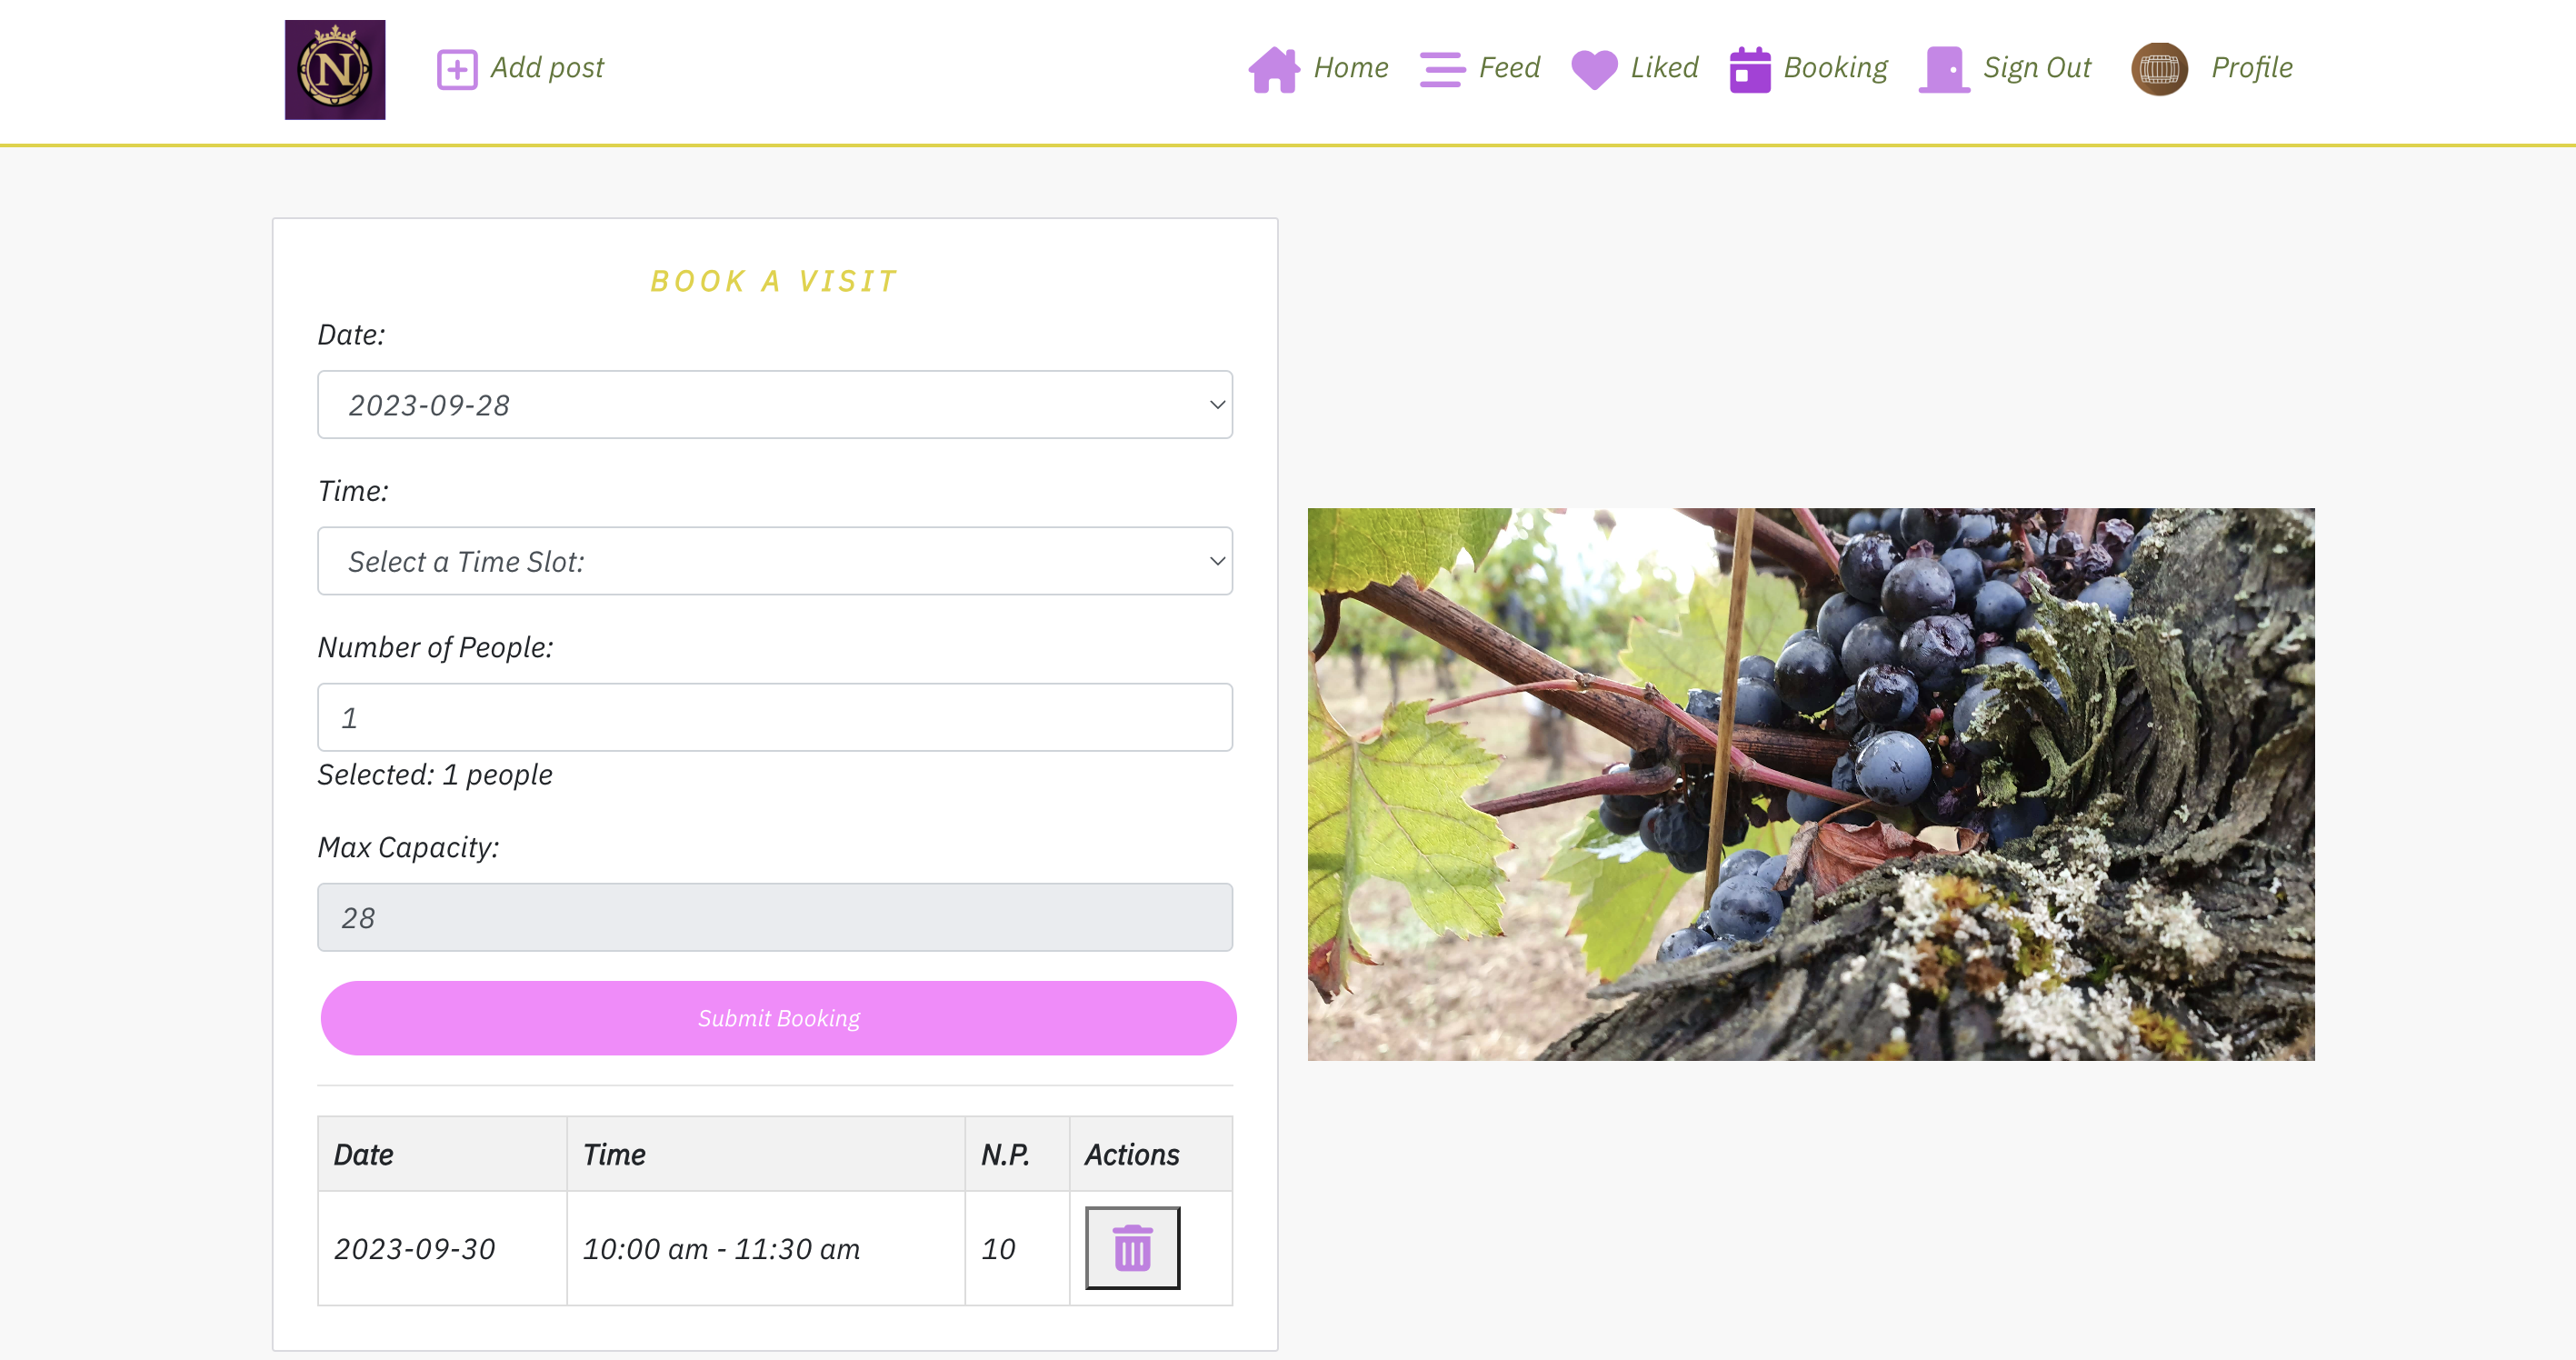 N
Add post
Home
Feed
Liked
Booking
Sign Out
Profile
BOOK A VISIT
Date:
2023-09-28
Time:
Select a Time Slot:
Number of People:
1
Selected: 1 people
Max Capacity:
28
Submit Booking
Date Time N.P. Actions
2023-09-30 10:00 am - 11:30 am 10